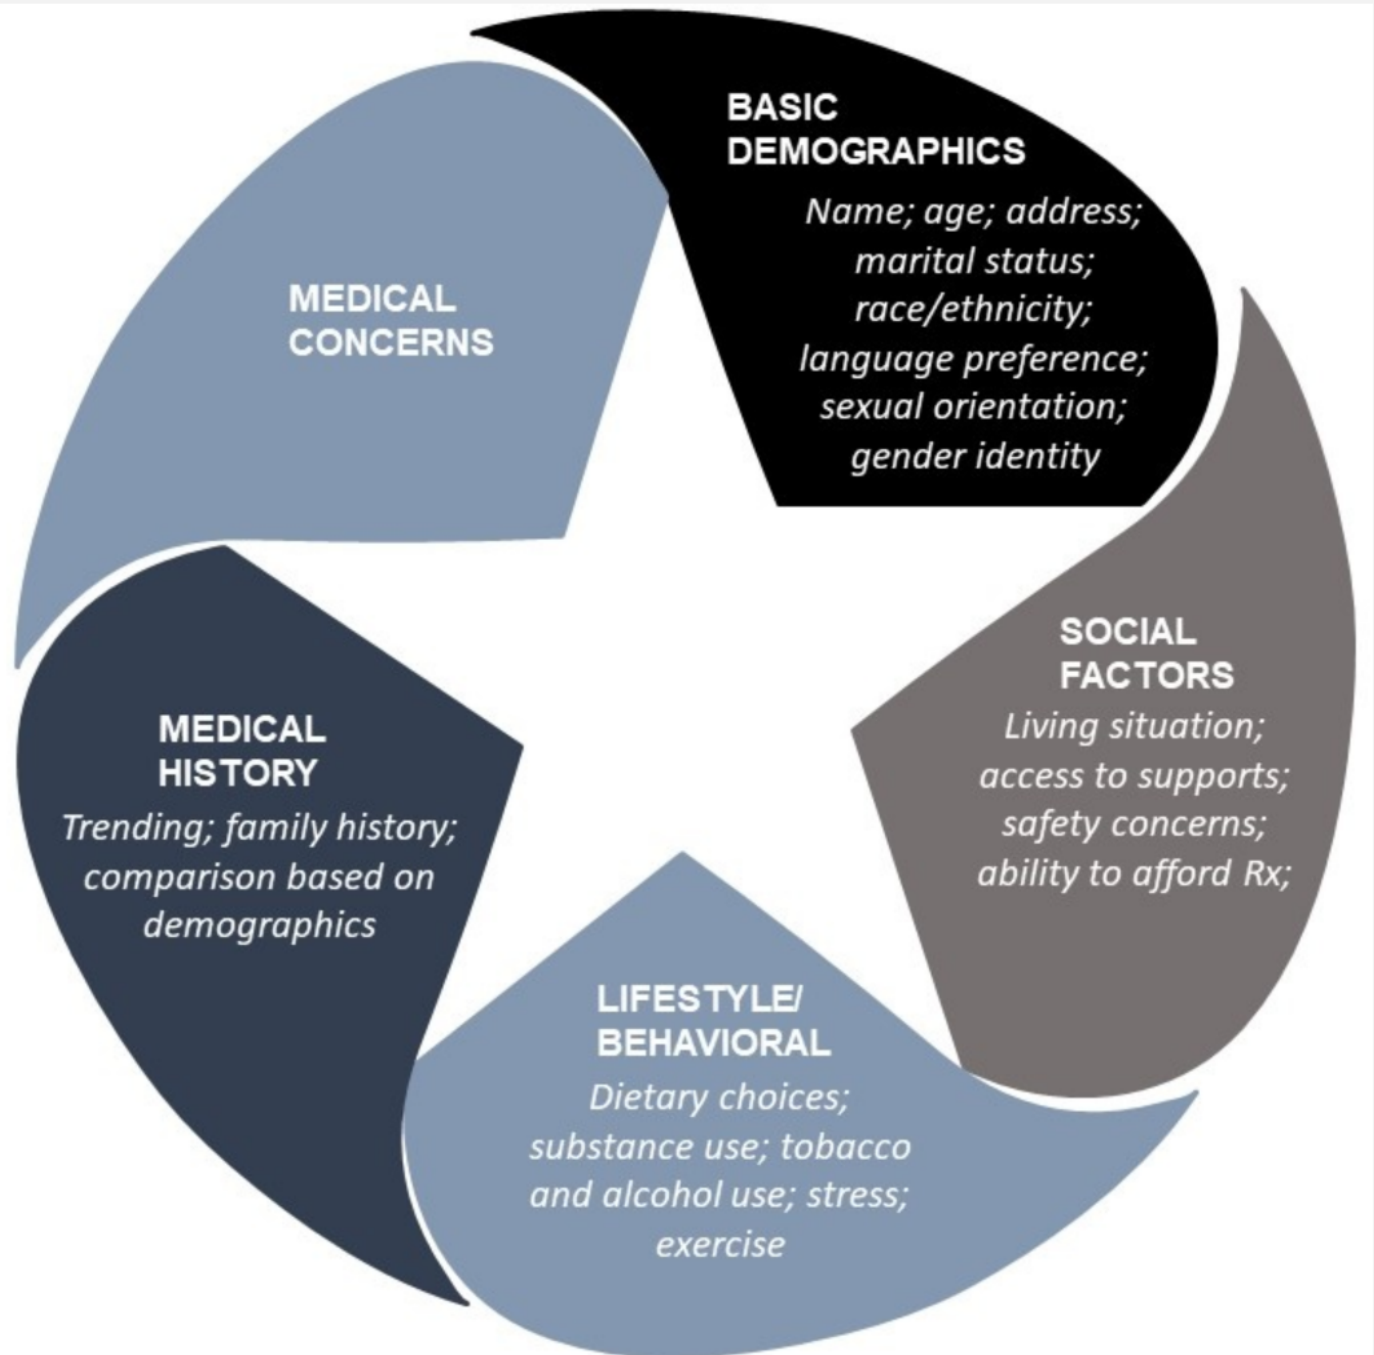 BASIC
DEMOGRAPHICS
Name; age; address;
marital status;
race/ethnicity;
language preference;
sexual orientation;
gender identity
SOCIAL
FACTORS
Living situation;
access to supports;
safety concerns;
ability to afford Rx;
LIFESTYLE/
BEHAVIORAL
Dietary choices;
substance use; tobacco
and alcohol use; stress;
exercise
MEDICAL
HISTORY
Trending; family history;
comparison based on
demographics
MEDICAL
CONCERNS